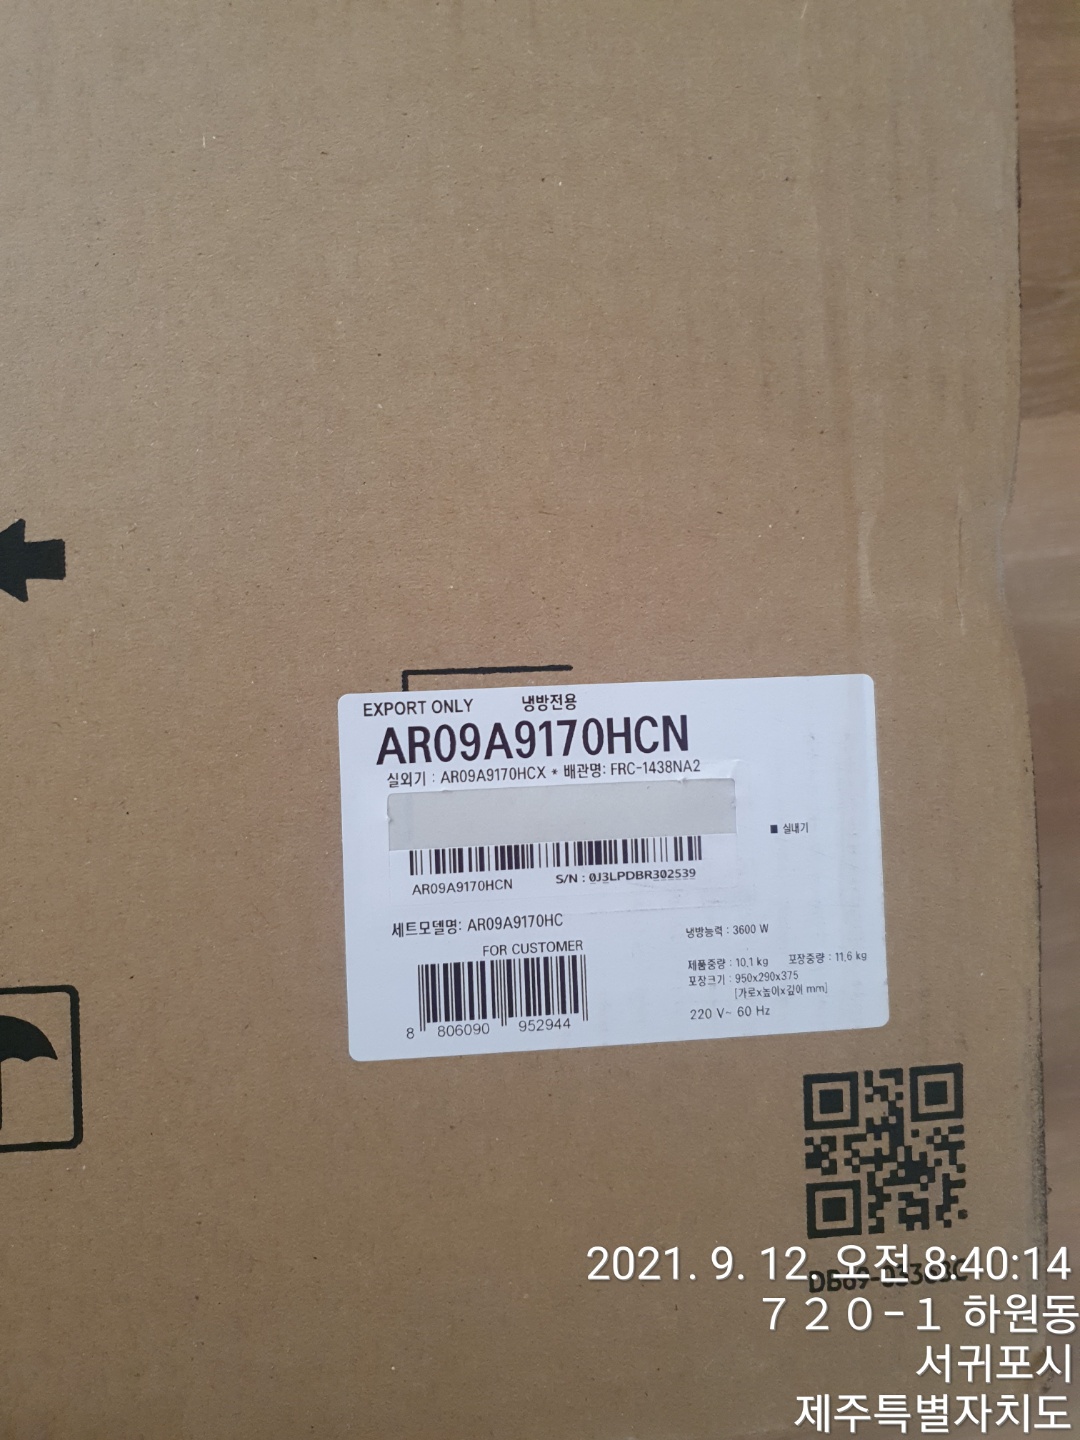 EXPORT ONLY 냉방전용
AR09A9170HCN
실외기 : AR09A9170HCX * 배관명: FRC-1438NA2
■ 실내기
AR09A9170HCN S/N : 0J3LPDBR302539
세트모델명: AR09A9170HC
냉방능력 : 3600 W
FOR CUSTOMER
제품중량 : 10.1 kg 포장중량 : 11.6 kg
포장크기 : 950x290x375
[가로x높이x깊이 mm]
220 V~ 60 Hz
8 806090 952944
2021. 9. 12. 오전 8:40:14
720-1 하원동
서귀포시
제주특별자치도